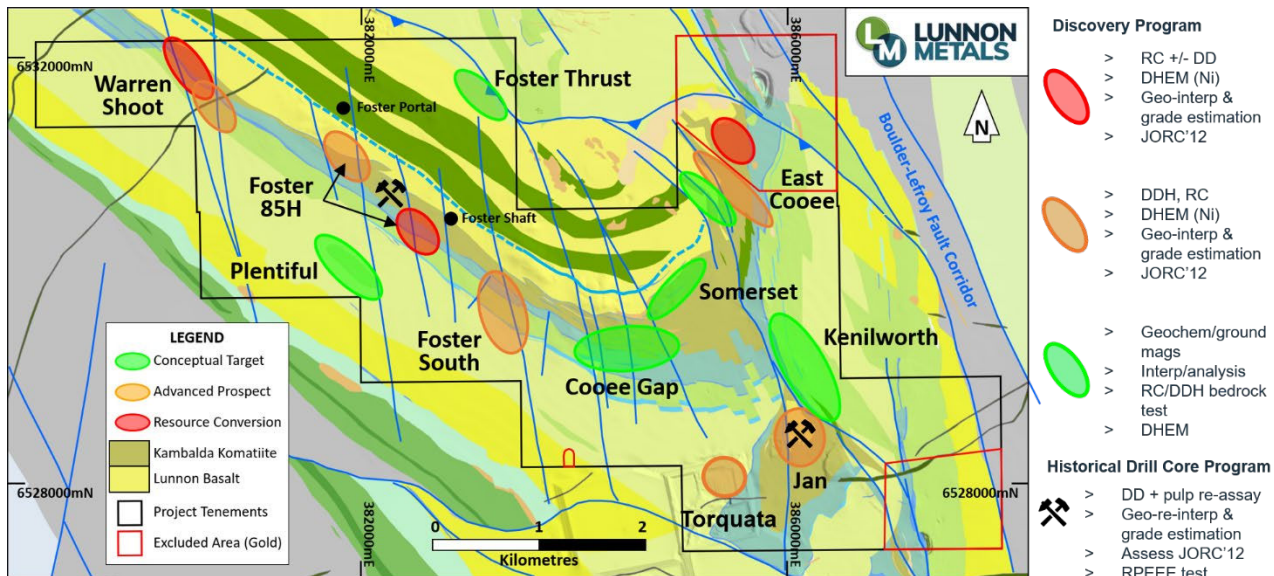 382000mE
386000mE
LM
LUNNON
METALS
6532000mN
Warren
Shoot
Foster Thrust
Foster Portal
Boulder-Lefroy Fault Corridor
N
Foster
85H
Foster Shaft
East
Cooee
Plentiful
Somerset
Foster
South
Kenilworth
Cooee Gap
LEGEND
Conceptual Target
Advanced Prospect
Resource Conversion
Kambalda Komatiite
Lunnon Basalt
Project Tenements
Excluded Area (Gold)
6528000mN
6528000mN
Jan
Torquata
0 1 2
Kilometres
382000mE
386000mE
Discovery Program
> RC +/- DD
> DHEM (Ni)
> Geo-interp &
grade estimation
> JORC'12
> DDH, RC
> DHEM (Ni)
> Geo-interp &
grade estimation
> JORC'12
> Geochem/ground
mags
> Interp/analysis
> RC/DDH bedrock
test
> DHEM
Historical Drill Core Program
> DD + pulp re-assay
> Geo-re-interp &
grade estimation
> Assess JORC'12
> RPEEE test